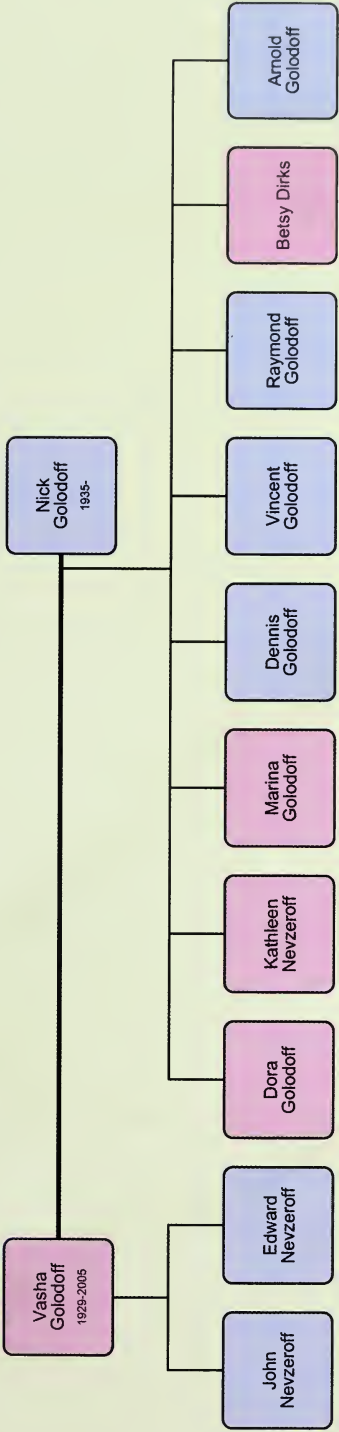 Vasha
Golodoff
1929-2005
Nick
Golodoff
1935-
John
Nevzeroff
Edward
Nevzeroff
Dora
Golodoff
Kathleen
Nevzeroff
Marina
Golodoff
Dennis
Golodoff
Vincent
Golodoff
Raymond
Golodoff
Betsy Dirks
Arnold
Golodoff